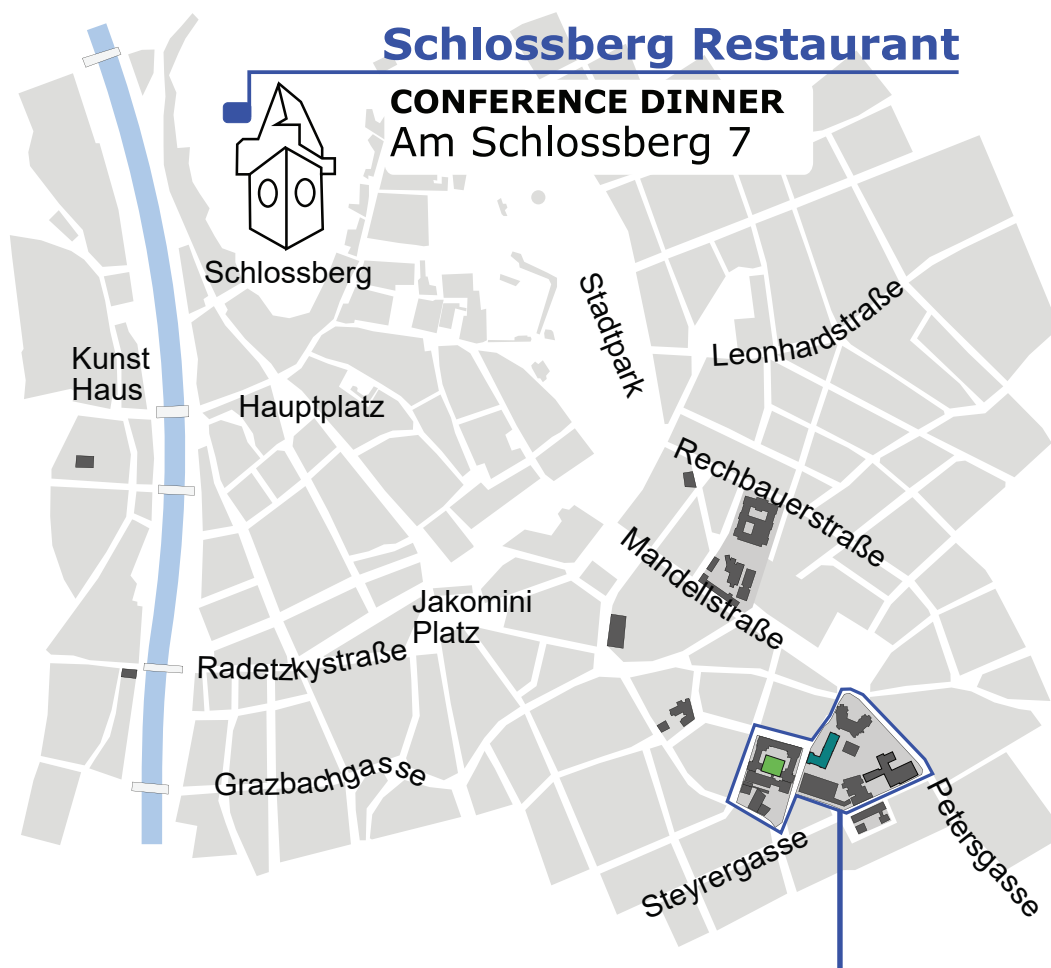 Schlossberg Restaurant
CONFERENCE DINNER
Am Schlossberg 7
Schlossberg
Stadtpark
Leonhardstraße
Kunst
Haus
Hauptplatz
Rechbauerstraße
Mandellstraße
Jakomini
Platz
Radetzkystraße
Grazbachgasse
Petersgasse
Steyrergasse